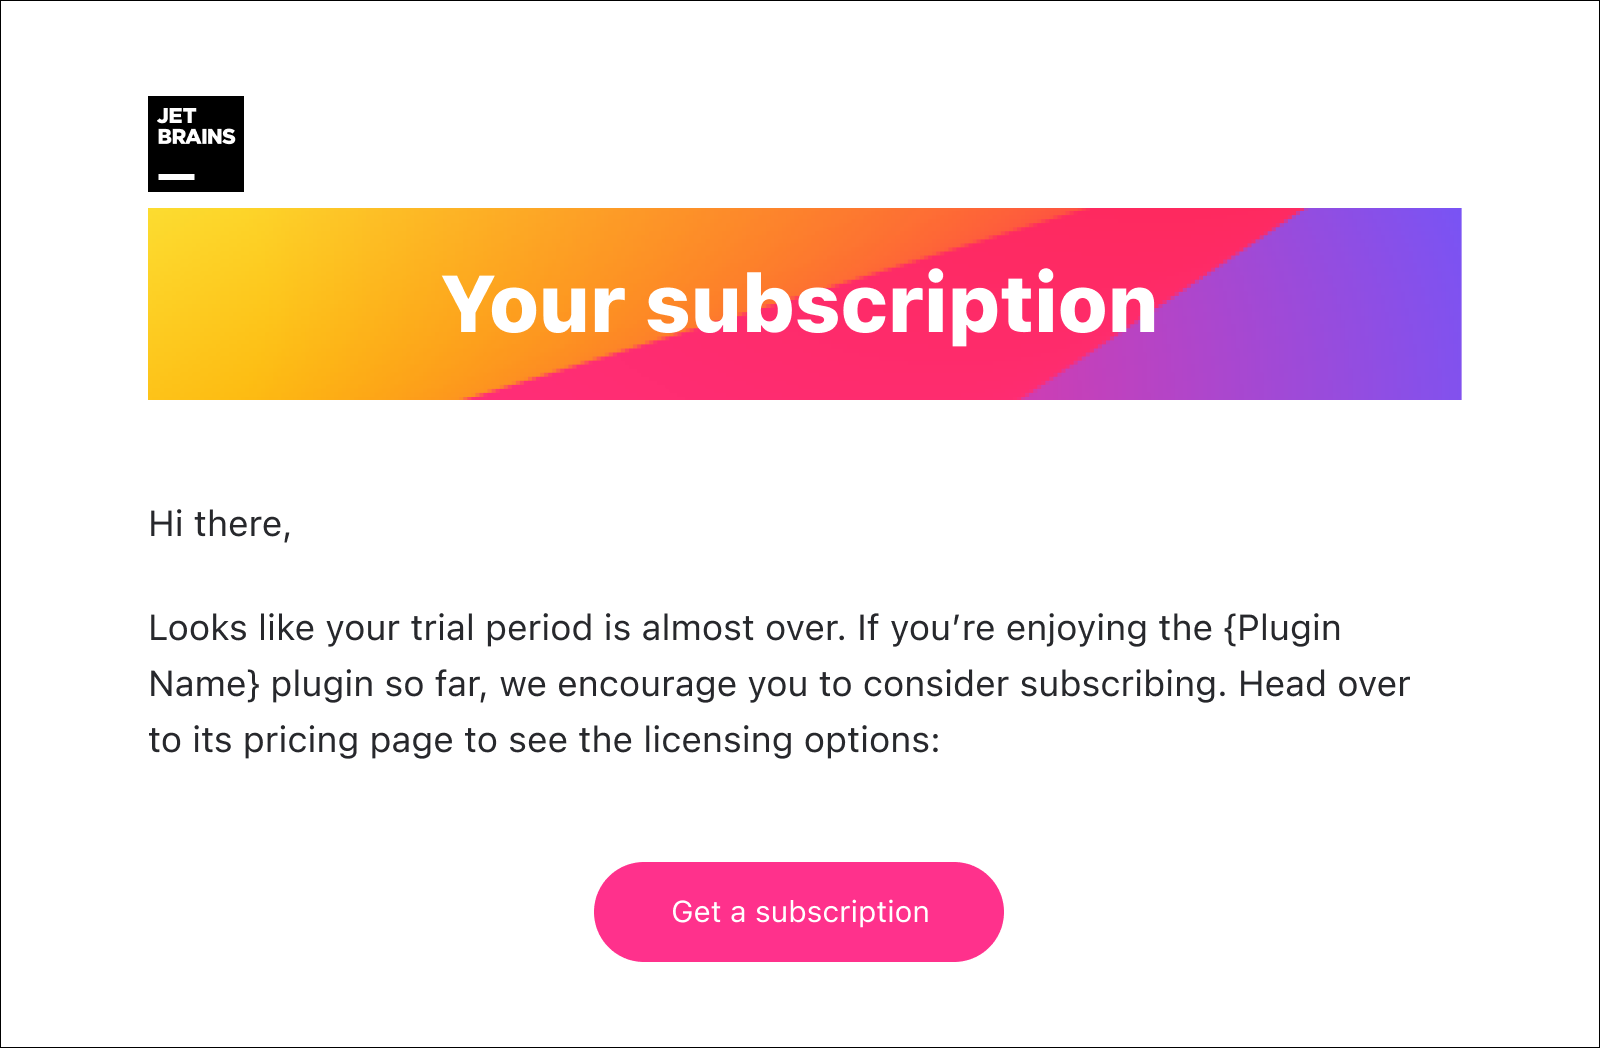 JET
BRAINS
Your subscription
Hi there,
Looks like your trial period is almost over. If you’re enjoying the {Plugin
Name} plugin so far, we encourage you to consider subscribing. Head over
to its pricing page to see the licensing options:
Get a subscription